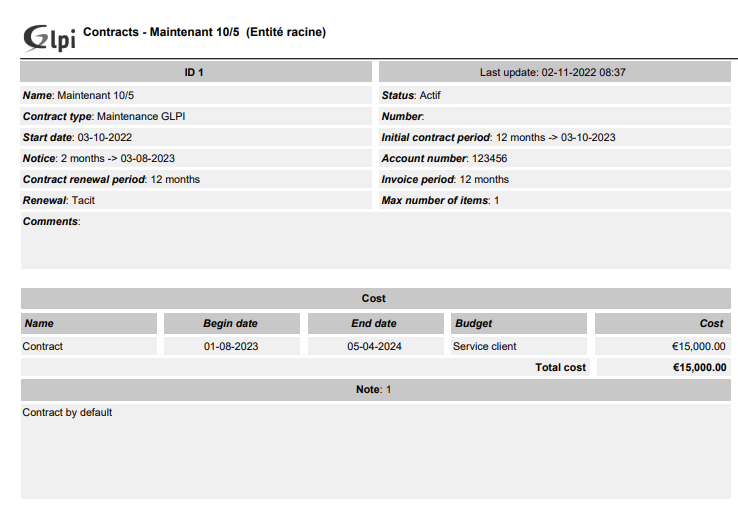 Glpi Contracts - Maintenant 10/5 (Entité racine)
ID 1 Last update: 02-11-2022 08:37
Name: Maintenant 10/5 Status: Actif
Contract type: Maintenance GLPI Number:
Start date: 03-10-2022 Initial contract period: 12 months -> 03-10-2023
Notice: 2 months -> 03-08-2023 Account number: 123456
Contract renewal period: 12 months Invoice period: 12 months
Renewal: Tacit Max number of items: 1
Comments:
Cost
Name Begin date End date Budget Cost
Contract 01-08-2023 05-04-2024 Service client €15,000.00
Total cost €15,000.00
Note: 1
Contract by default